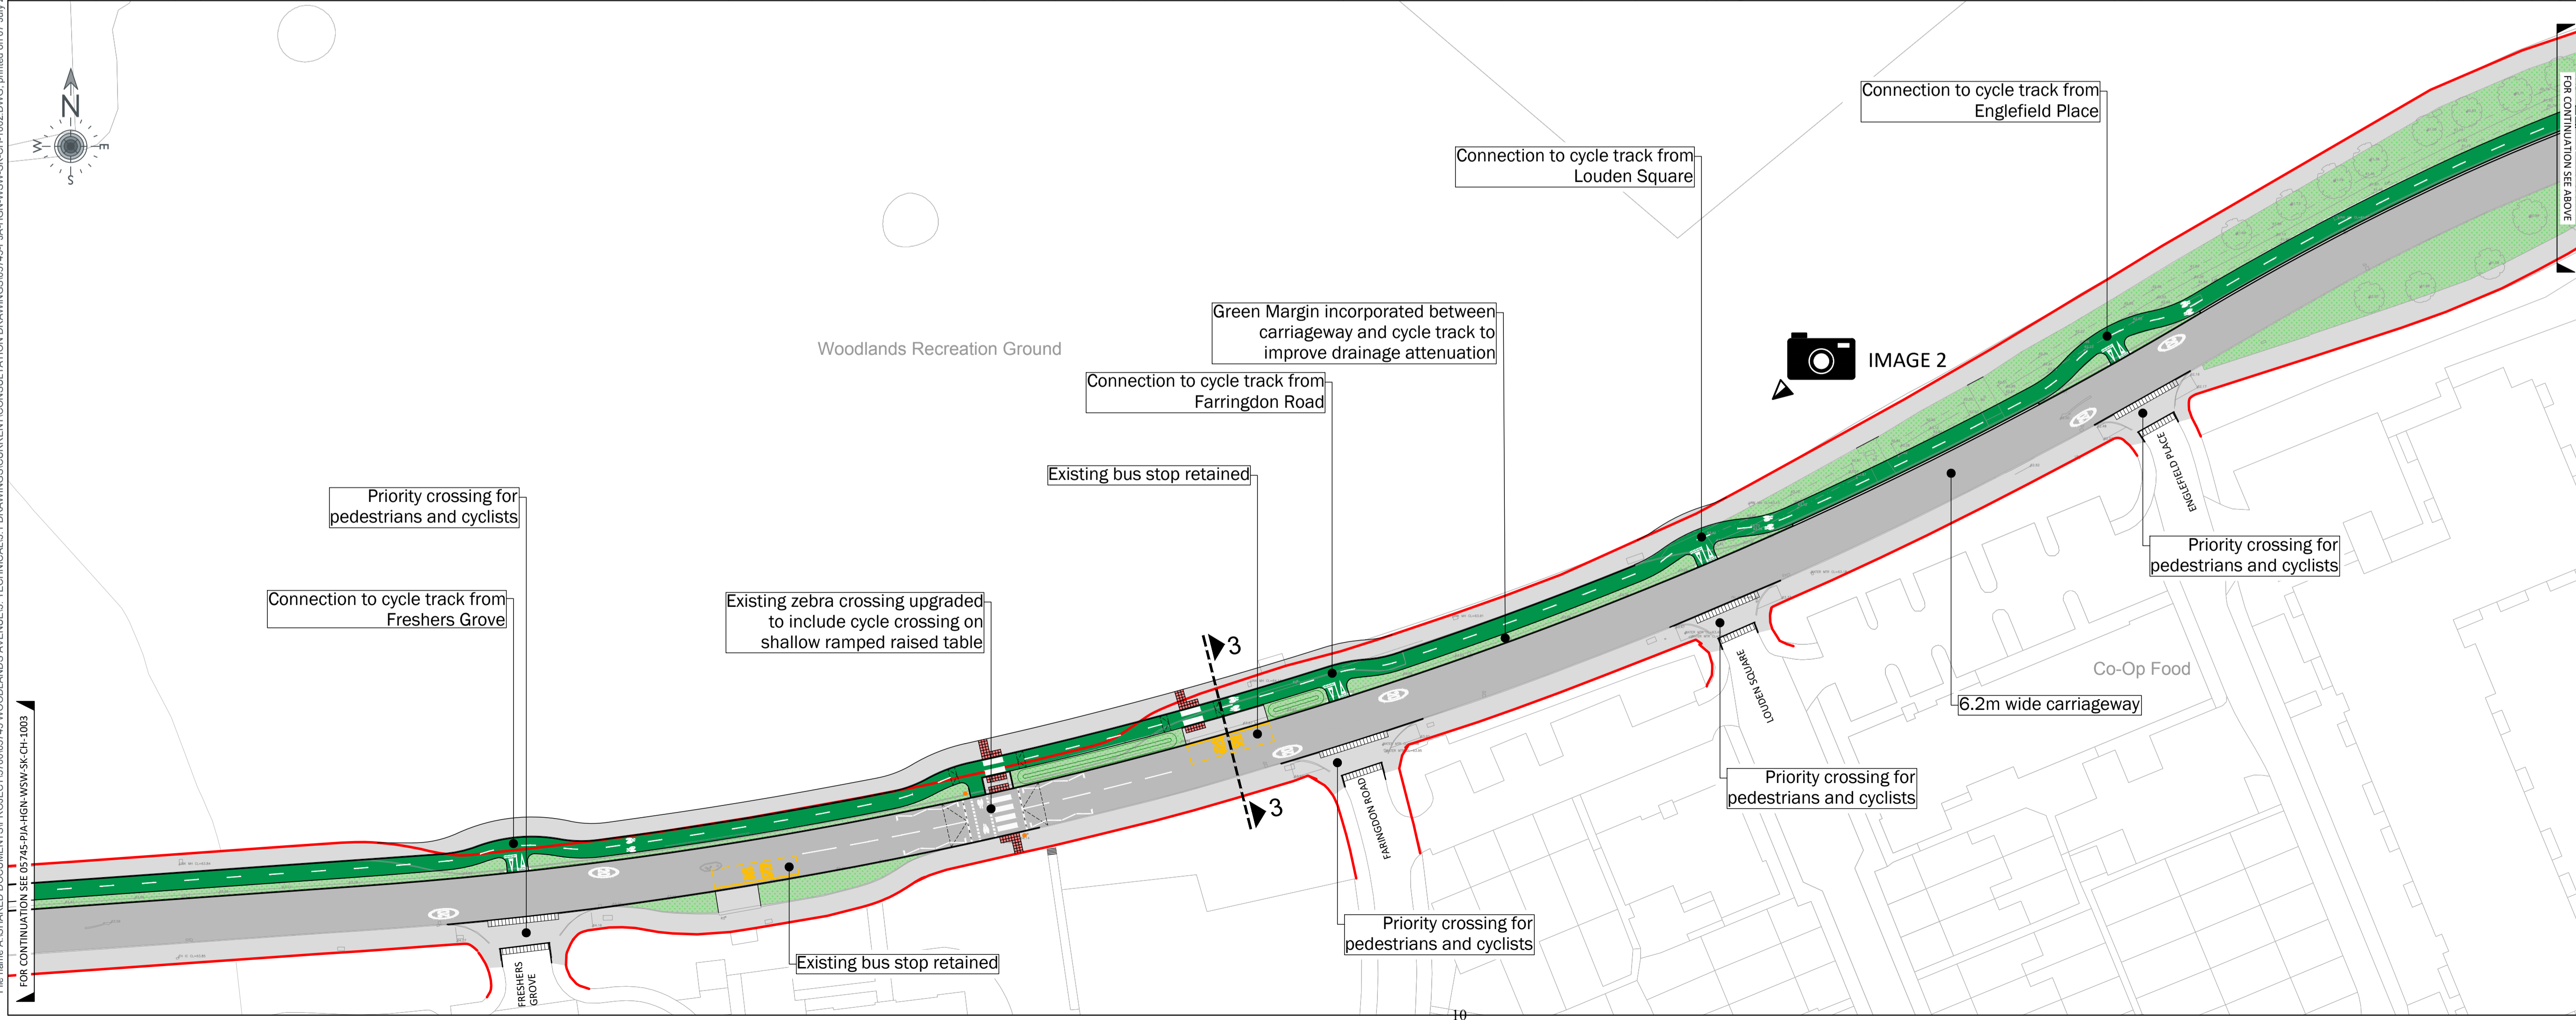 N
W
E
S
Connection to cycle track from
Englefield Place
Connection to cycle track from
Louden Square
Green Margin incorporated between
carriageway and cycle track to
improve drainage attenuation
IMAGE 2
Woodlands Recreation Ground
Connection to cycle track from
Farringdon Road
Existing bus stop retained
Priority crossing for
pedestrians and cyclists
Connection to cycle track from
Freshers Grove
Existing zebra crossing upgraded
to include cycle crossing on
shallow ramped raised table
3
3
ENGLEFIELD PLACE
Priority crossing for
pedestrians and cyclists
LOUDEN SQUARE
Co-Op Food
6.2m wide carriageway
Priority crossing for
pedestrians and cyclists
FARINGDON ROAD
Priority crossing for
pedestrians and cyclists
Existing bus stop retained
FRESHERS
GROVE
FOR CONTINUATION SEE 05745-PJA-HGN-WSW-SK-CH-1003
FOR CONTINUATION SEE ABOVE
10